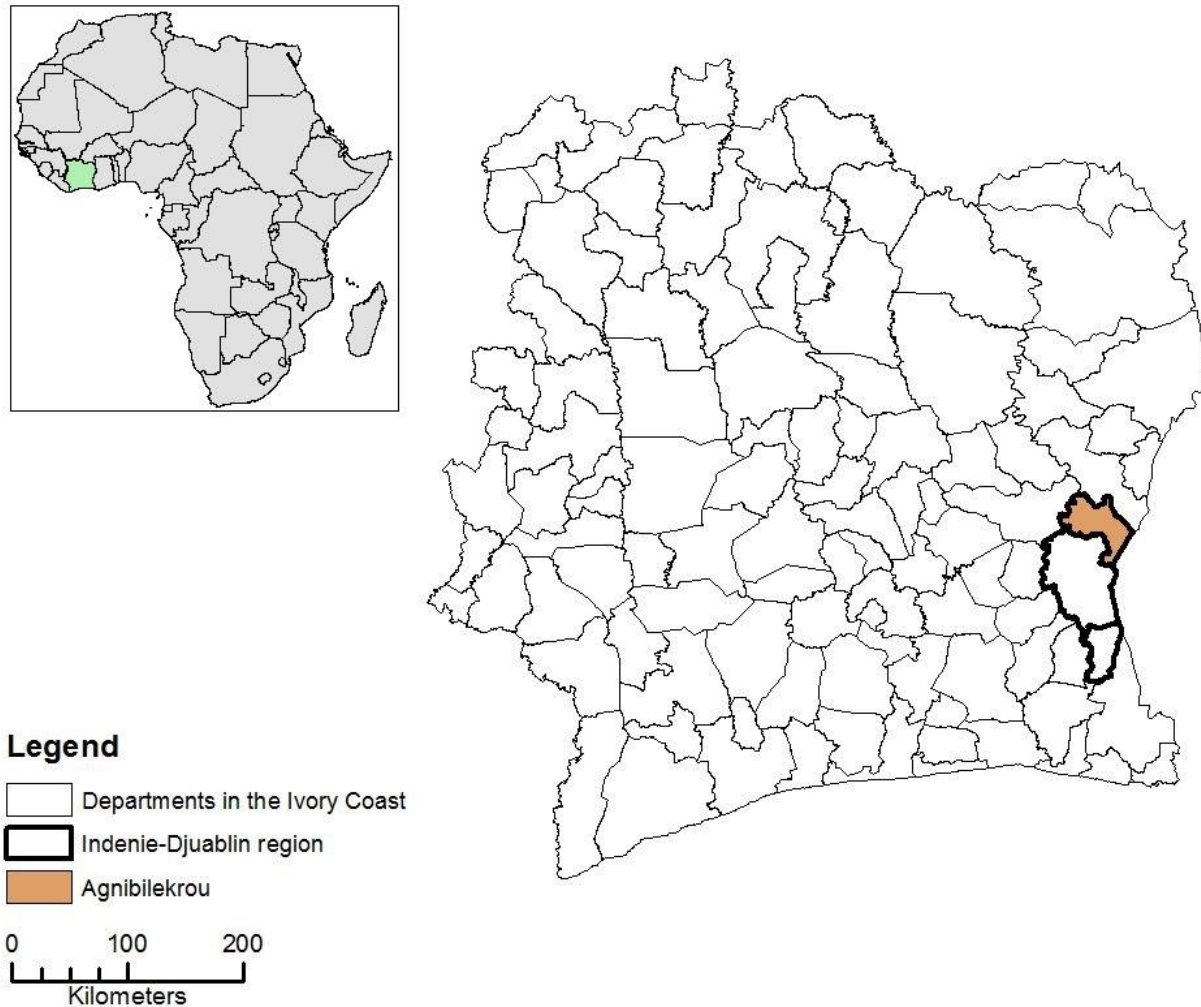 Legend
Departments in the Ivory Coast
Indenie-Djuablin region
Agnibilekrou
0 100 200
Kilometers